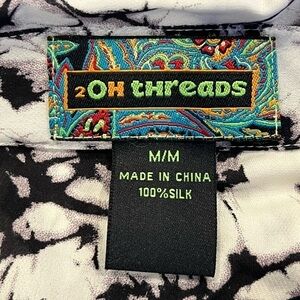 2OH THReaDS
M/M
MADE IN CHINA
100%SILK